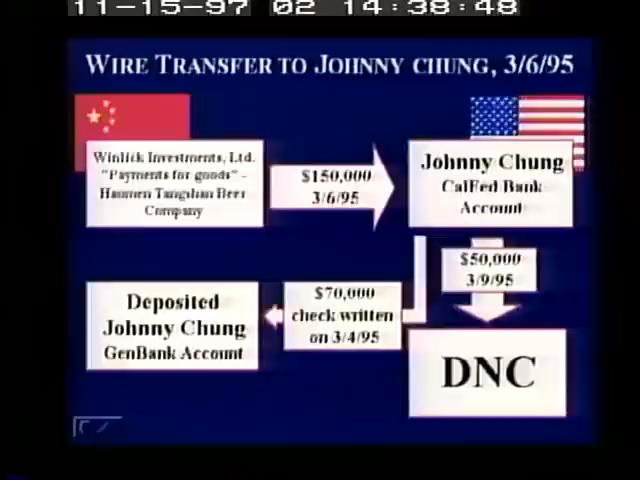 11-15-97 02 14:38:48
WIRE TRANSFER TO JOHNNY CHUNG, 3/6/95
Winlick Investments, Ltd.
"Payments for goods" -
Haomen Tangshan Beer
Company
$150,000
3/6/95
Johnny Chung
CalFed Bank
Account
$50,000
3/9/95
$70,000
check written
on 3/4/95
Deposited
Johnny Chung
GenBank Account
DNC